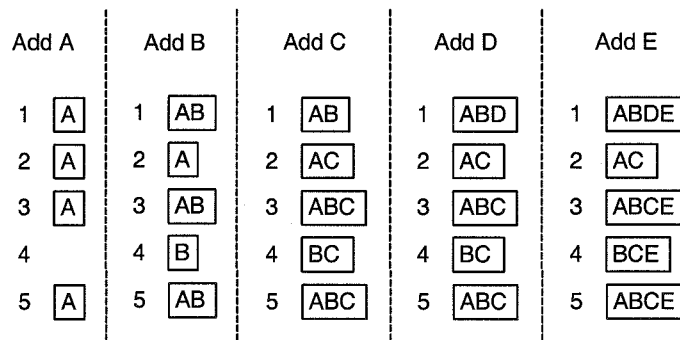 Add A Add B Add C Add D Add E
1 A 1 AB 1 AB 1 ABD 1 ABDE
2 A 2 A 2 AC 2 AC 2 AC
3 A 3 AB 3 ABC 3 ABC 3 ABCE
4 4 B 4 BC 4 BC 4 BCE
5 A 5 AB 5 ABC 5 ABC 5 ABCE